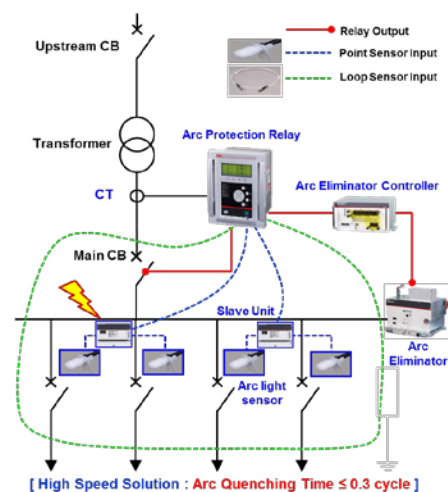 Relay Output
Point Sensor Input
Loop Sensor Input
Upstream CB
Transformer
Arc Protection Relay
CT
Arc Eliminator Controller
Main CB
Slave Unit
Arc light
sensor
Arc
Eliminator
[ High Speed Solution : Arc Quenching Time ≤ 0.3 cycle ]